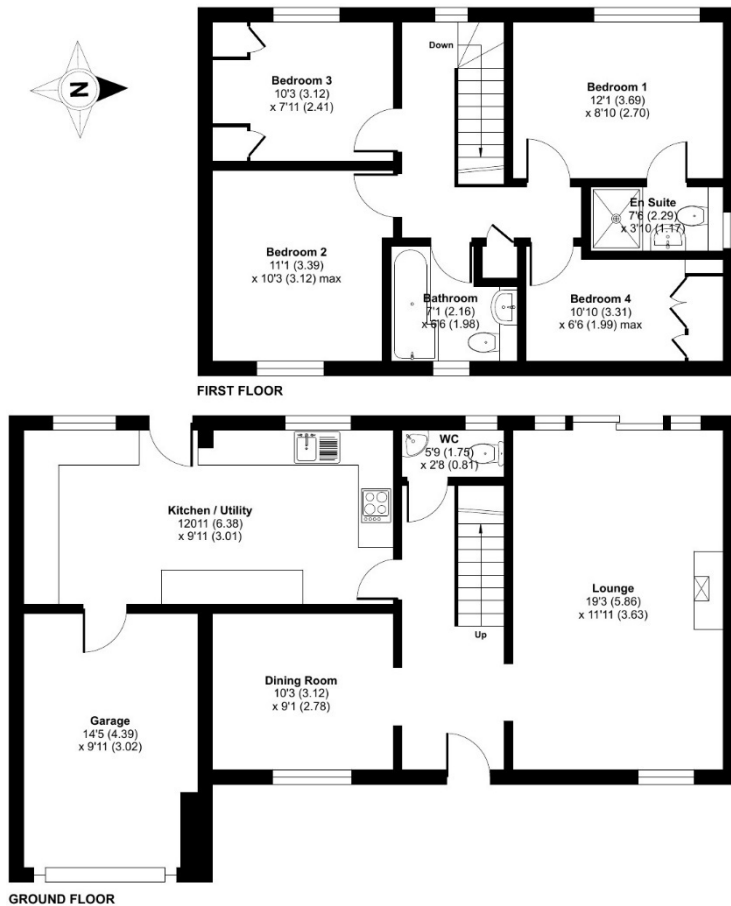 N
Down
Bedroom 3
10'3 (3.12)
x 7'11 (2.41)
Bedroom 1
12'1 (3.69)
x 8'10 (2.70)
En Suite
7'6 (2.29)
x 3'10 (1.17)
Bedroom 2
11'1 (3.39)
x 10'3 (3.12) max
Bathroom
7'1 (2.16)
x 6'6 (1.98)
Bedroom 4
10'10 (3.31)
x 6'6 (1.99) max
FIRST FLOOR
WC
5'9 (1.75)
x 2'8 (0.81)
Kitchen / Utility
12011 (6.38)
x 9'11 (3.01)
Lounge
19'3 (5.86)
x 11'11 (3.63)
Up
Dining Room
10'3 (3.12)
x 9'1 (2.78)
Garage
14'5 (4.39)
x 9'11 (3.02)
GROUND FLOOR